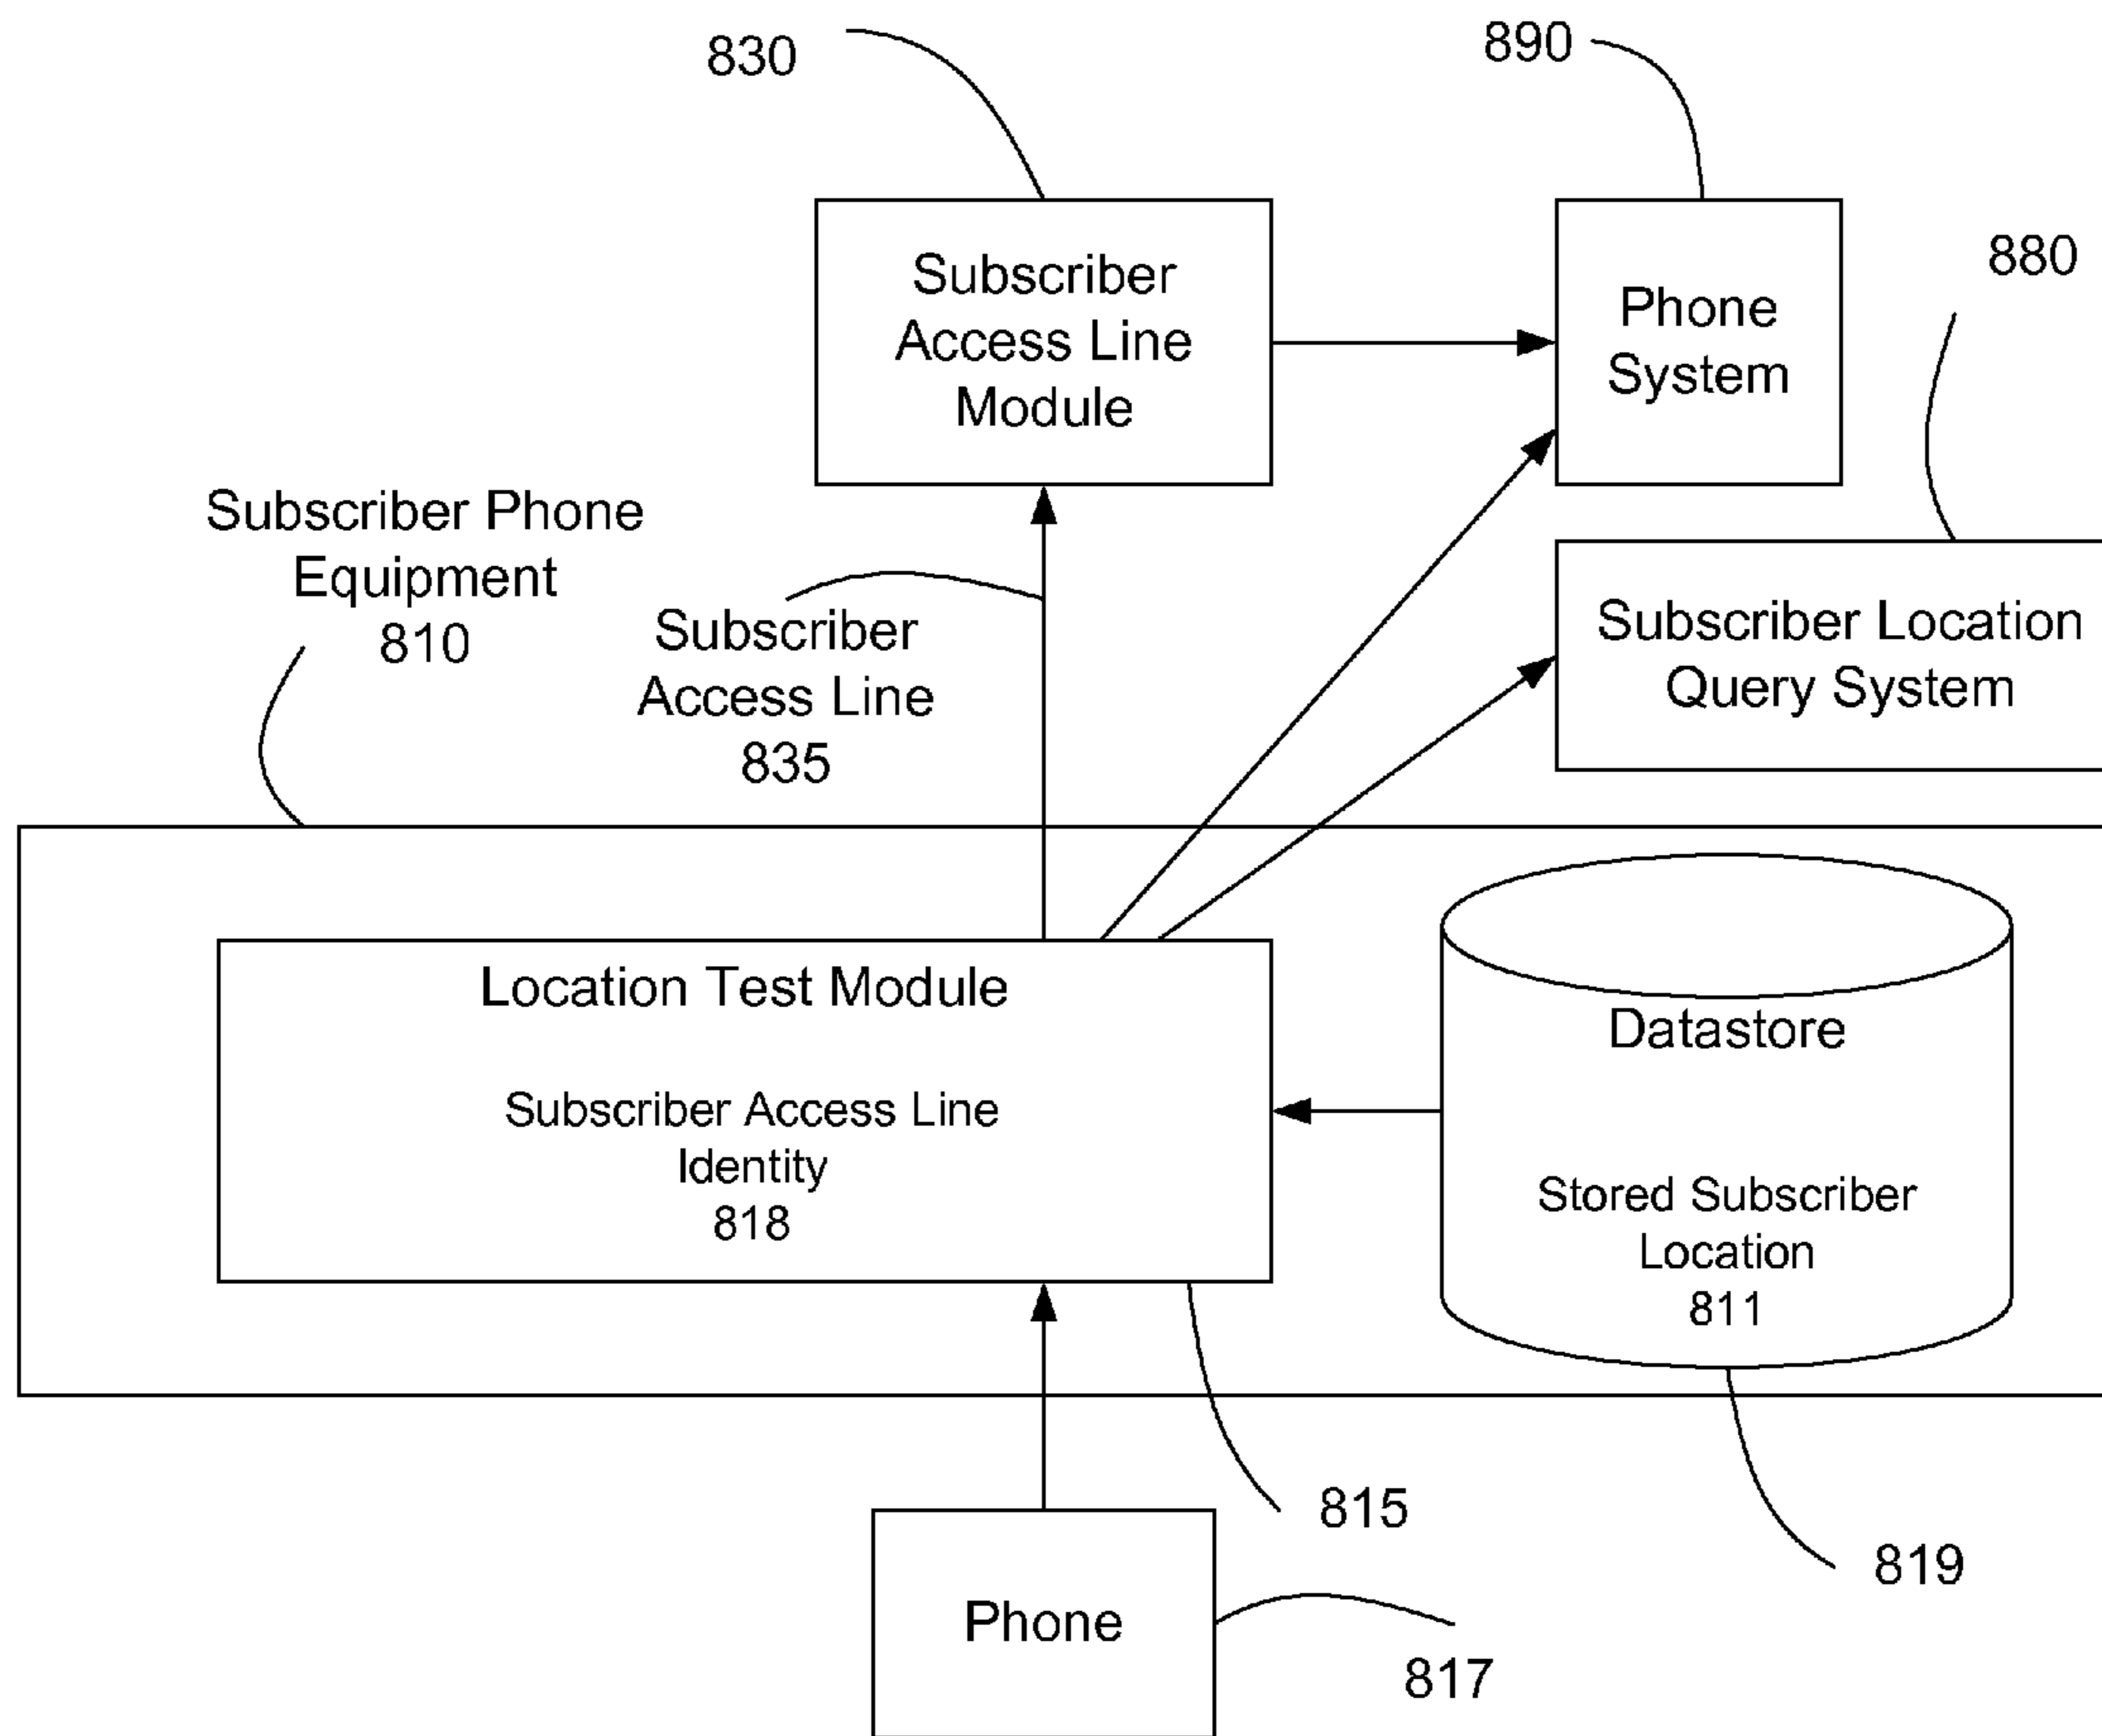 830
890
880
Subscriber
Access Line
Module
Phone
System
Subscriber Phone
Equipment
810
Subscriber
Access Line
835
Subscriber Location
Query System
Location Test Module
Subscriber Access Line
Identity
818
Datastore
Stored Subscriber
Location
811
815
819
Phone
817